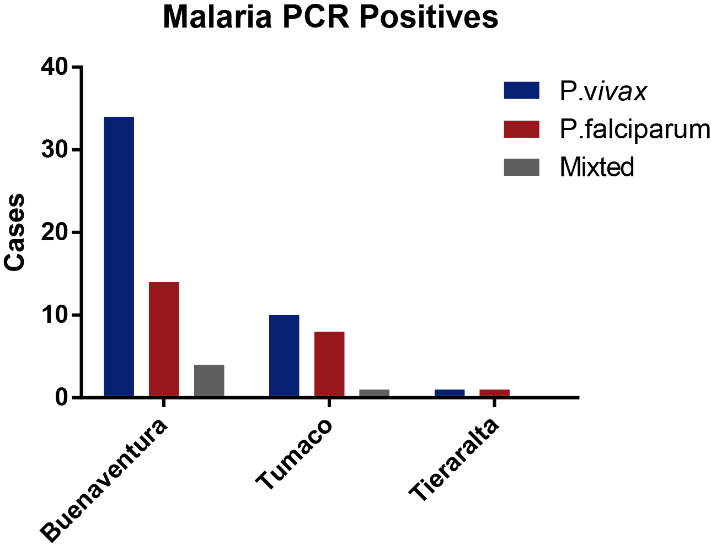 Malaria PCR Positives
40
30
20
10
0
Cases
P.vivax
P.falciparum
Mixted
Buenaventura
Tumaco
Tieraralta